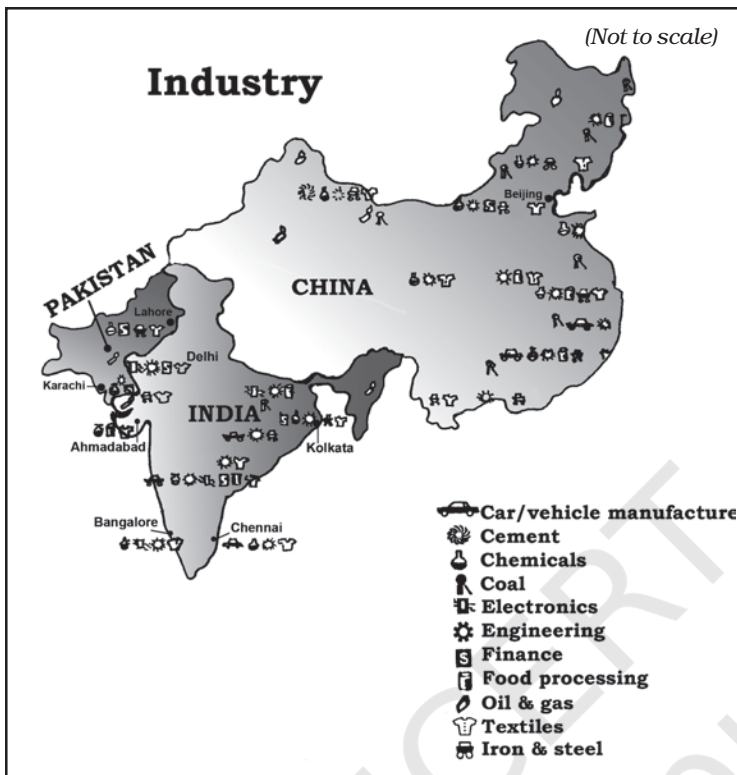 (Not to scale)
Industry
Beijing
PAKISTAN
CHINA
Lahore
Delhi
Karachi
INDIA
Ahmadabad
Kolkata
Bangalore
Chennai
Car/vehicle manufacture
Cement
Chemicals
Coal
Electronics
Engineering
S Finance
Food processing
Oil & gas
Textiles
Iron & steel
NCERT